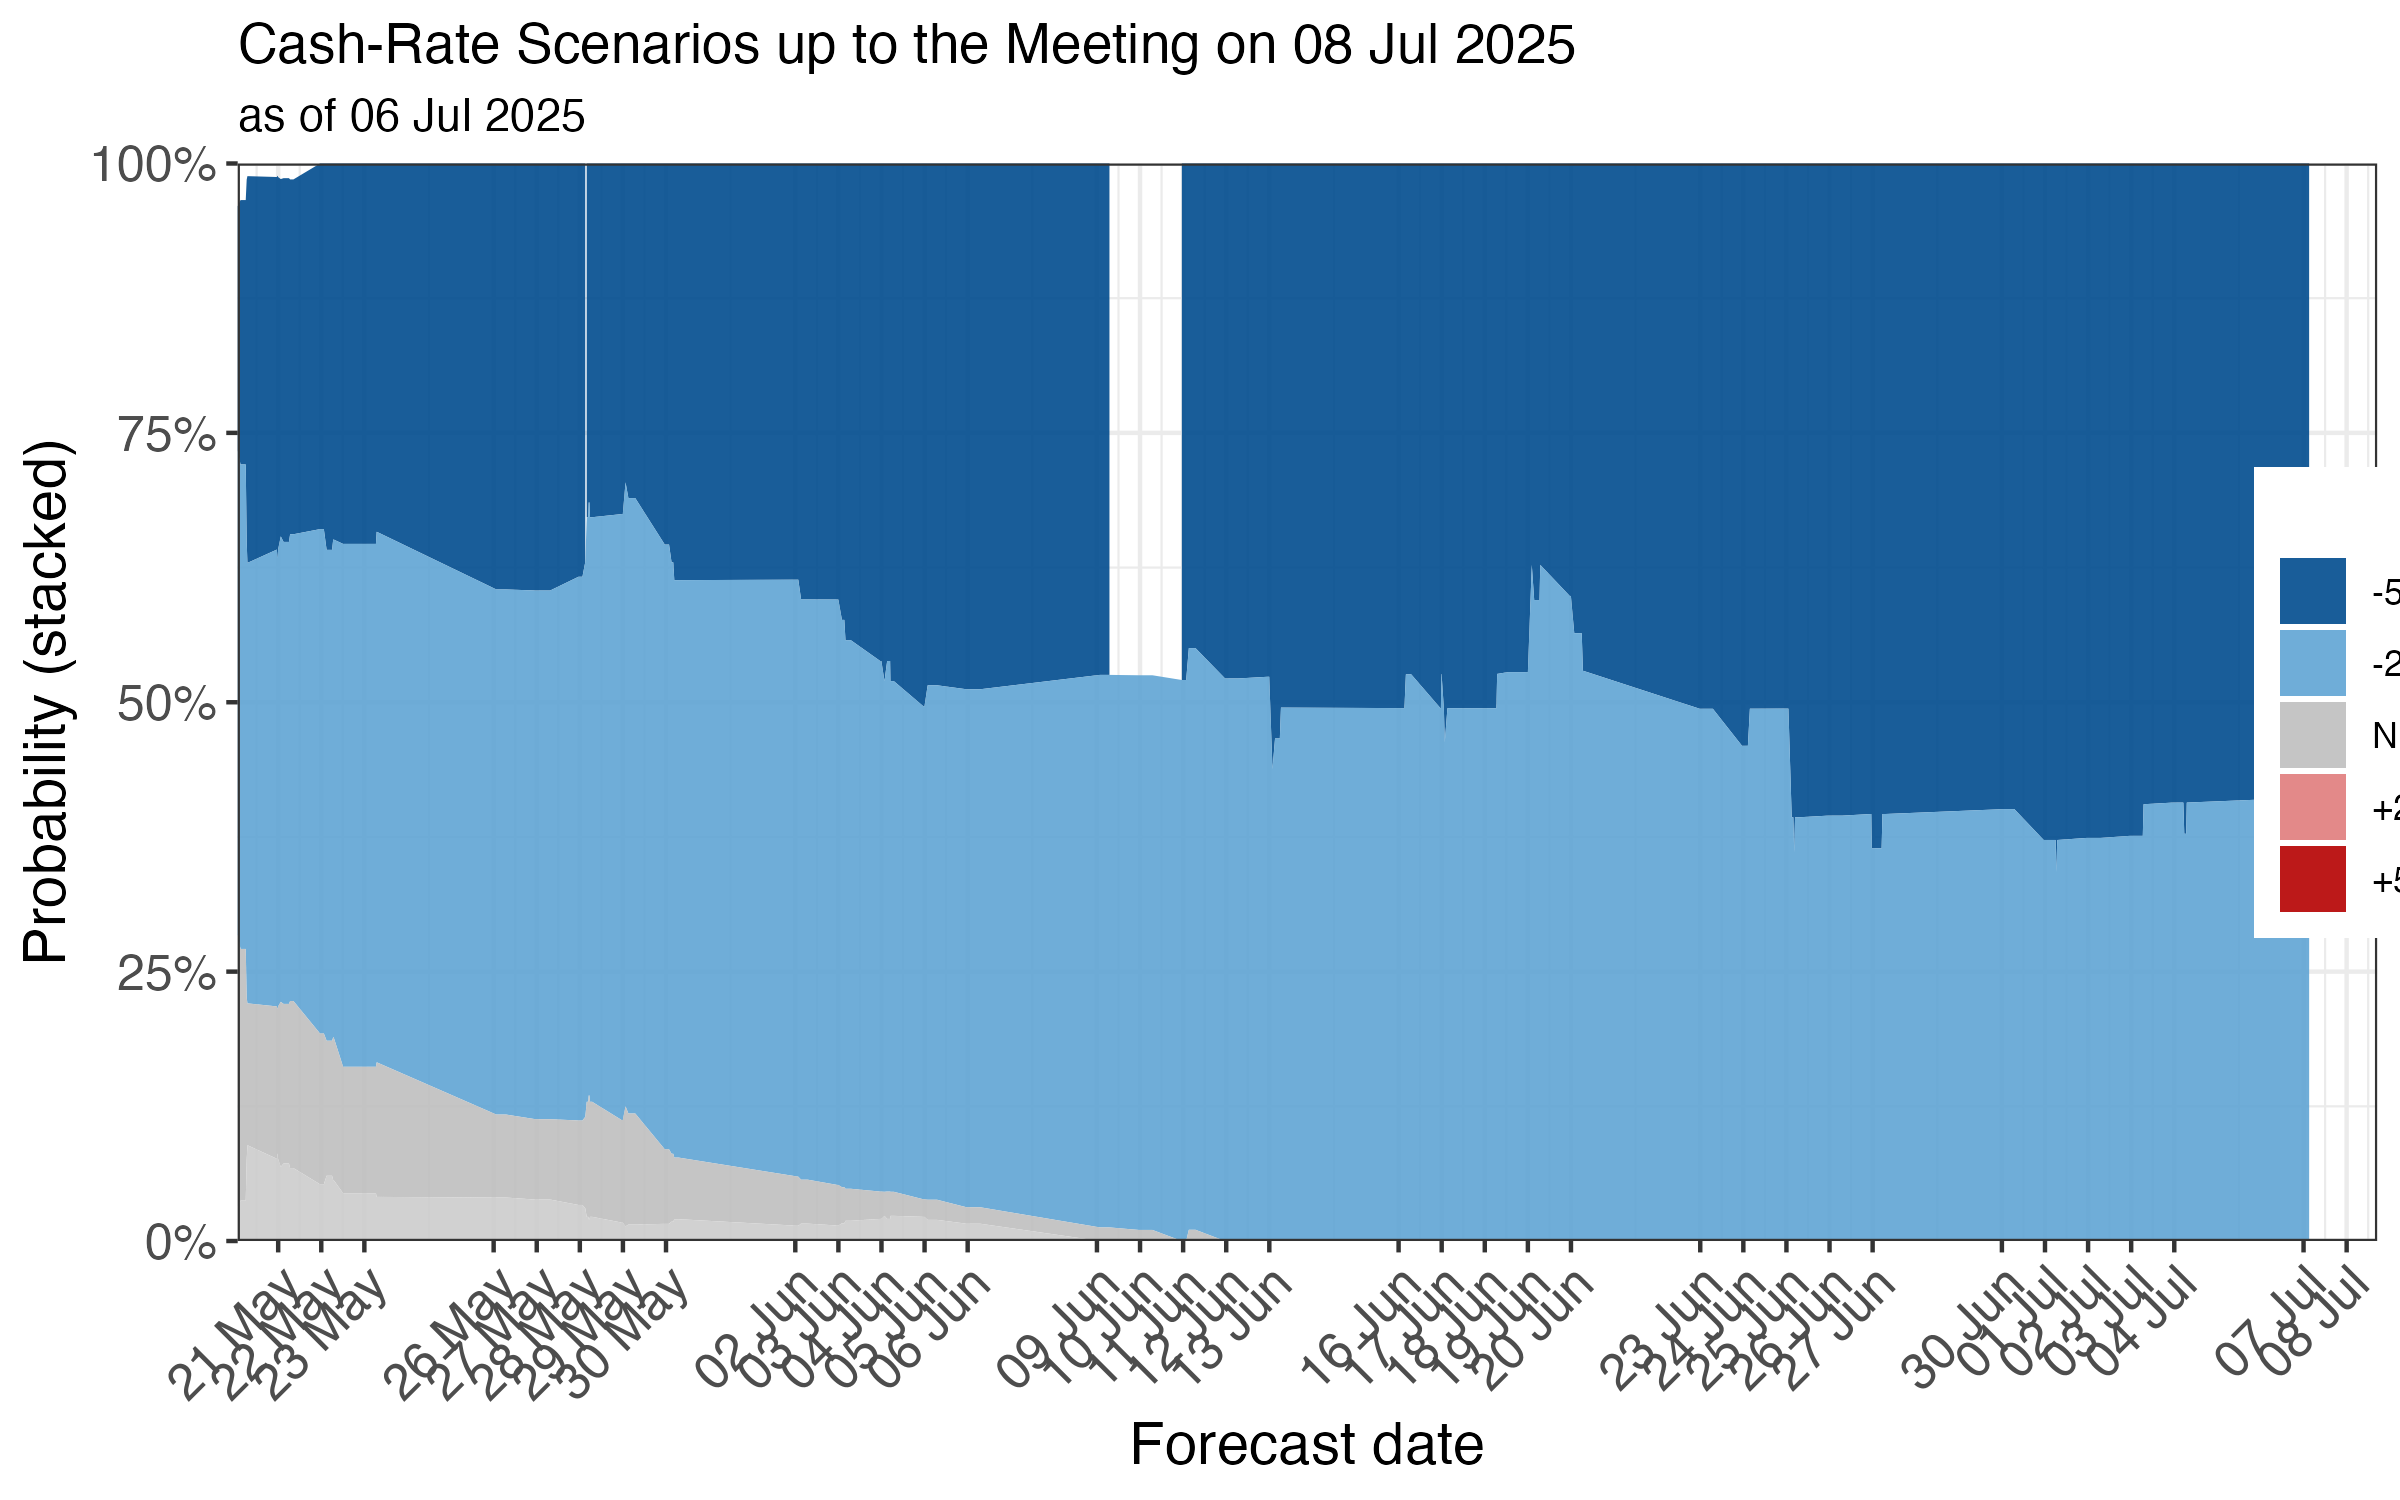 Cash-Rate Scenarios up to the Meeting on 08 Jul 2025
as of 06 Jul 2025
Probability (stacked)
100%
75%
50%
25%
0%
-5
-2
N
+2
+5
21 May
22 May
23 May
26 May
27 May
28 May
29 May
30 May
02 Jun
03 Jun
04 Jun
05 Jun
06 Jun
09 Jun
10 Jun
11 Jun
12 Jun
13 Jun
16 Jun
17 Jun
18 Jun
19 Jun
20 Jun
23 Jun
24 Jun
25 Jun
26 Jun
27 Jun
30 Jun
01 Jul
02 Jul
03 Jul
04 Jul
07 Jul
08 Jul
Forecast date